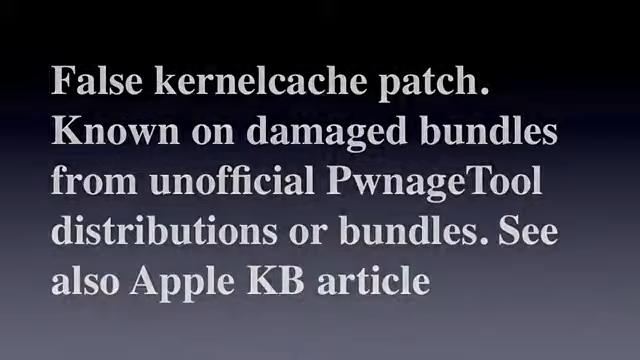 False kernelcache patch.
Known on damaged bundles
from unofficial PwnageTool
distributions or bundles. See
also Apple KB article